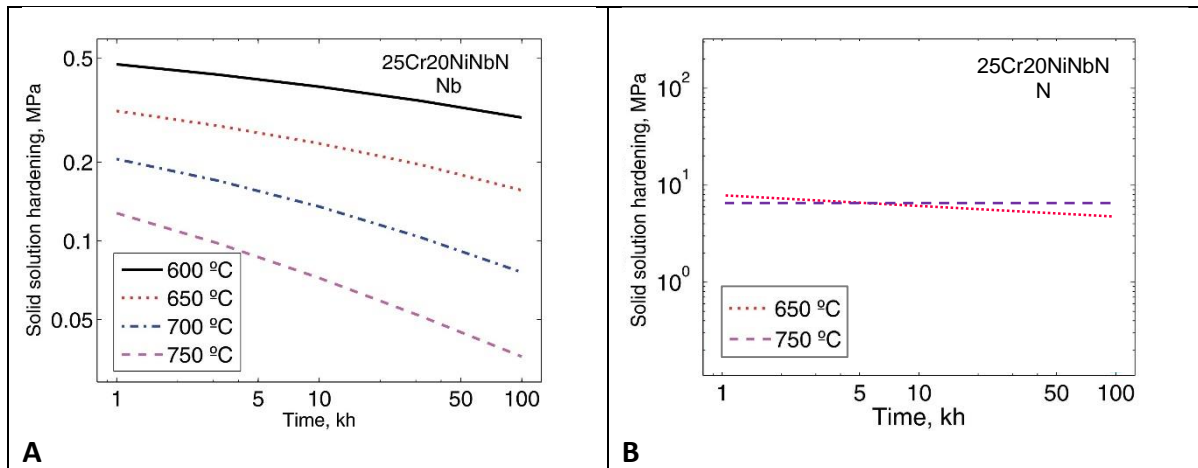 Solid solution hardening, MPa
0.5
0.2
0.1
0.05
25Cr20NiNbN
Nb
600 ºC
650 ºC
700 ºC
750 ºC
1
5
10
50
100
Time, kh
A
Solid solution hardening, MPa
10²
10¹
10⁰
25Cr20NiNbN
N
650 ºC
750 ºC
1
5
10
50
100
Time, kh
B